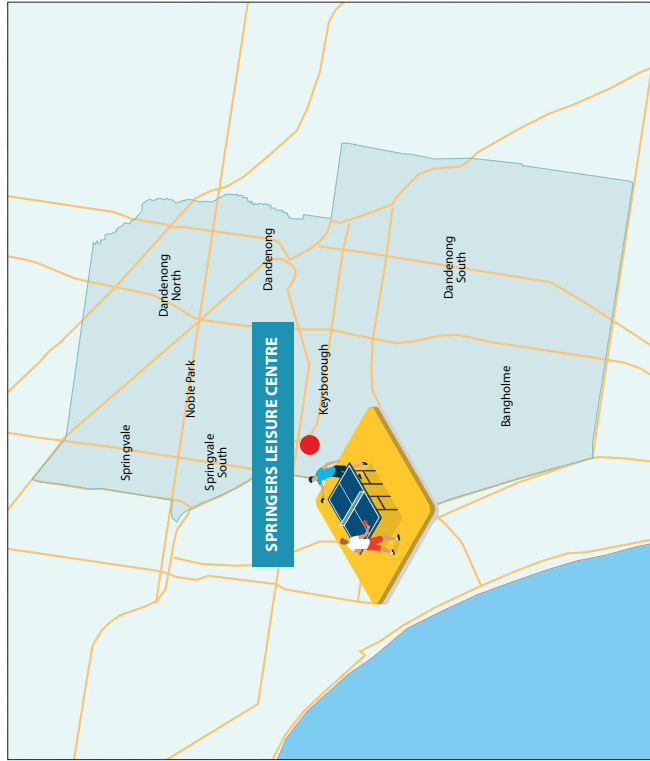 Springvale
Dandenong
North
Noble Park
Springvale
South
Dandenong
SPRINGERS LEISURE CENTRE
Keysborough
Dandenong
South
Bangholme